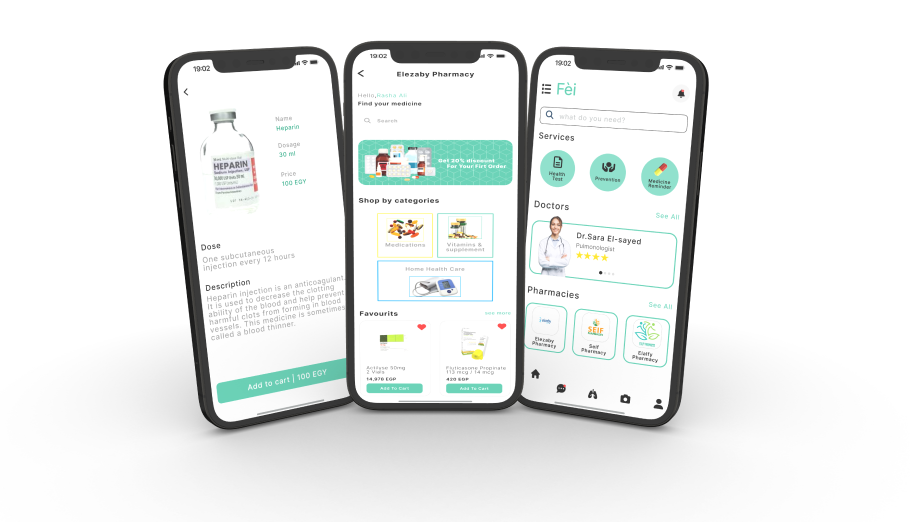 19:02
HEPARIN
Name
Heparin
Dosage
30 ml
Price
100 EGY
Dose
One subcutaneous
injection every 12 hours
Description
Heparin injection is an anticoagulant.
It is used to decrease the clotting
ability of the blood and help prevent
harmful clots from forming in blood
vessels. This medicine is sometimes
called a blood thinner.
Add to cart | 100 EGY
19:02
Elezaby Pharmacy
Hello,Rasha Ali
Find your medicine
Search
Get 20% discount
For Your Firt Order
Shop by categories
Medications
Vitamins &
supplement
Home Health Care
Favourits
see more
Actilyse 50mg
2 Vials
14,976 EGP
Add To Cart
Fluticasone Propinate
113 mcg / 14 mcg
420 EGP
Add To Cart
19:02
Fèi
what do you need?
Services
Health
Test
Prevention
Medicine
Reminder
Doctors
See All
Dr.Sara El-sayed
Pulmonologist
Pharmacies
See All
Elezaby
Pharmacy
SEIF
Seif
Pharmacy
Elatfy
Pharmacy